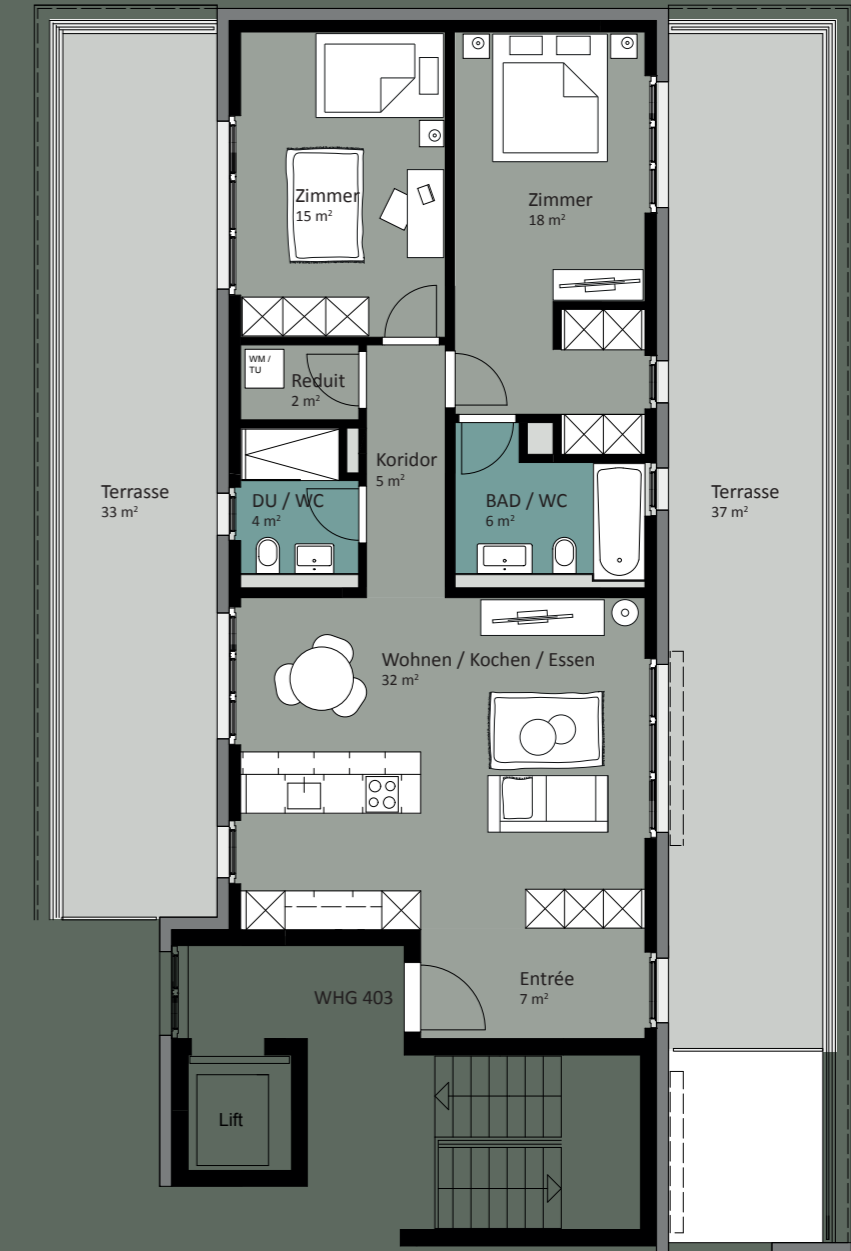 Zimmer
15 m²
Zimmer
18 m²
WM /
TU
Reduit
2 m²
Koridor
5 m²
Terrasse
33 m²
DU / WC
4 m²
BAD / WC
6 m²
Terrasse
37 m²
Wohnen / Kochen / Essen
32 m²
Entrée
7 m²
WHG 403
Lift